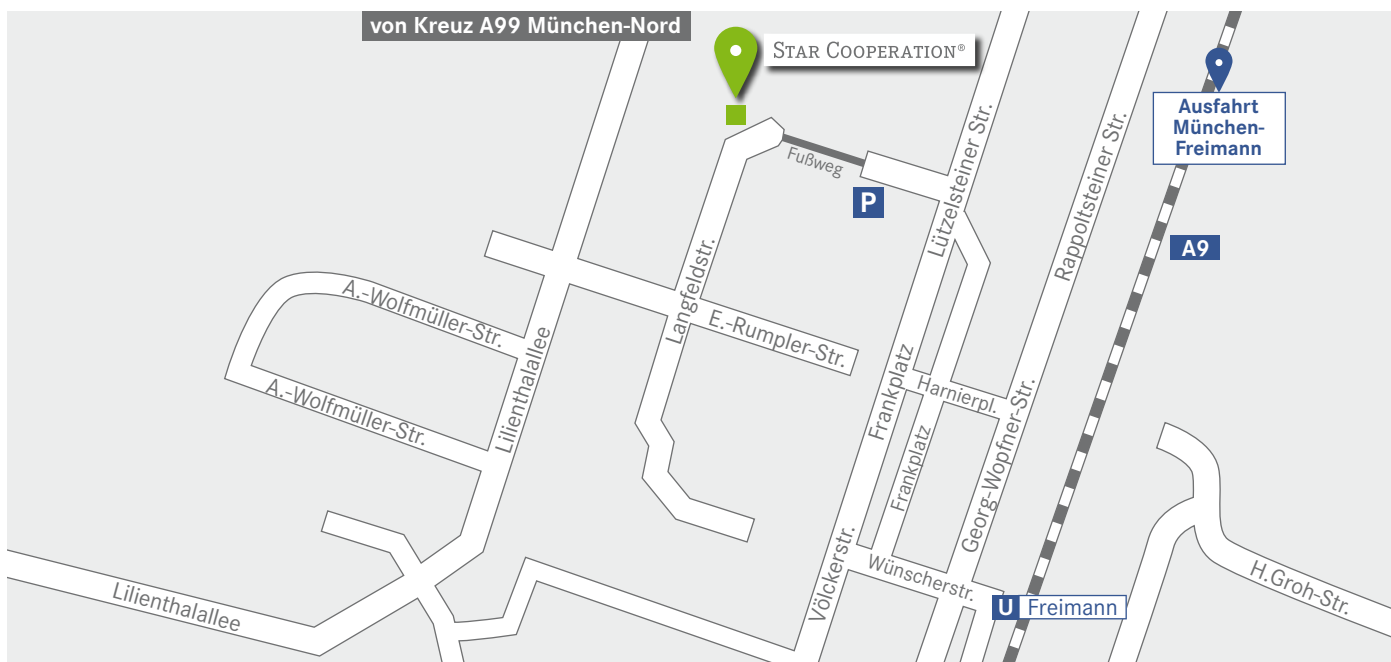 von Kreuz A99 München-Nord
STAR COOPERATION®
Ausfahrt
München-
Freimann
Fußweg
P
Lützelsteiner Str.
Rappoltsteiner Str.
A9
Langfeldstr.
A.-Wolfmüller-Str.
E.-Rumpler-Str.
Lilienthalallee
A.-Wolfmüller-Str.
Frankplatz
Harnierpl.
Georg-Wopfner-Str.
Frankplatz
Völckerstr.
Wünscherstr.
H.Groh-Str.
Lilienthalallee
U Freimann